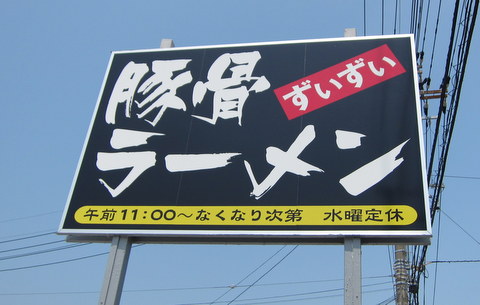 豚骨
ずいずい
ラーメン
午前11:00～なくなり次第　水曜定休